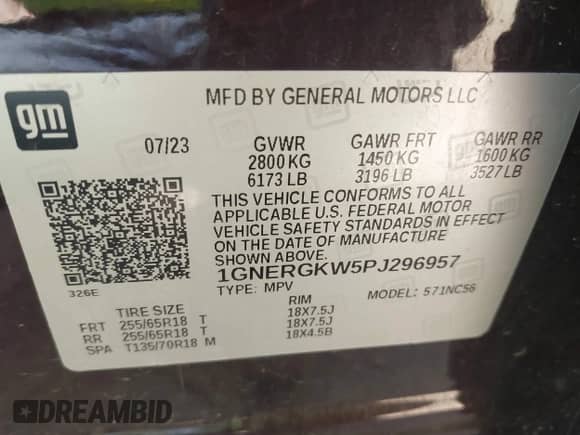 gm
MFD BY GENERAL MOTORS LLC
07/23 GVWR GAWR FRT GAWR RR
2800 KG 1450 KG 1600 KG
6173 LB 3196 LB 3527 LB
THIS VEHICLE CONFORMS TO ALL
APPLICABLE U.S. FEDERAL MOTOR
VEHICLE SAFETY STANDARDS IN EFFECT
ON THE DATE OF MANUFACTURE
SHOWN ABOVE.
326E
1GNERGKW5PJ296957
TYPE: MPV MODEL: 571NC56
TIRE SIZE RIM
FRT 255/65R18 T 18X7.5J
RR 255/65R18 T 18X7.5J
SPA T135/70R18 M 18X4.5B
DREAMBID